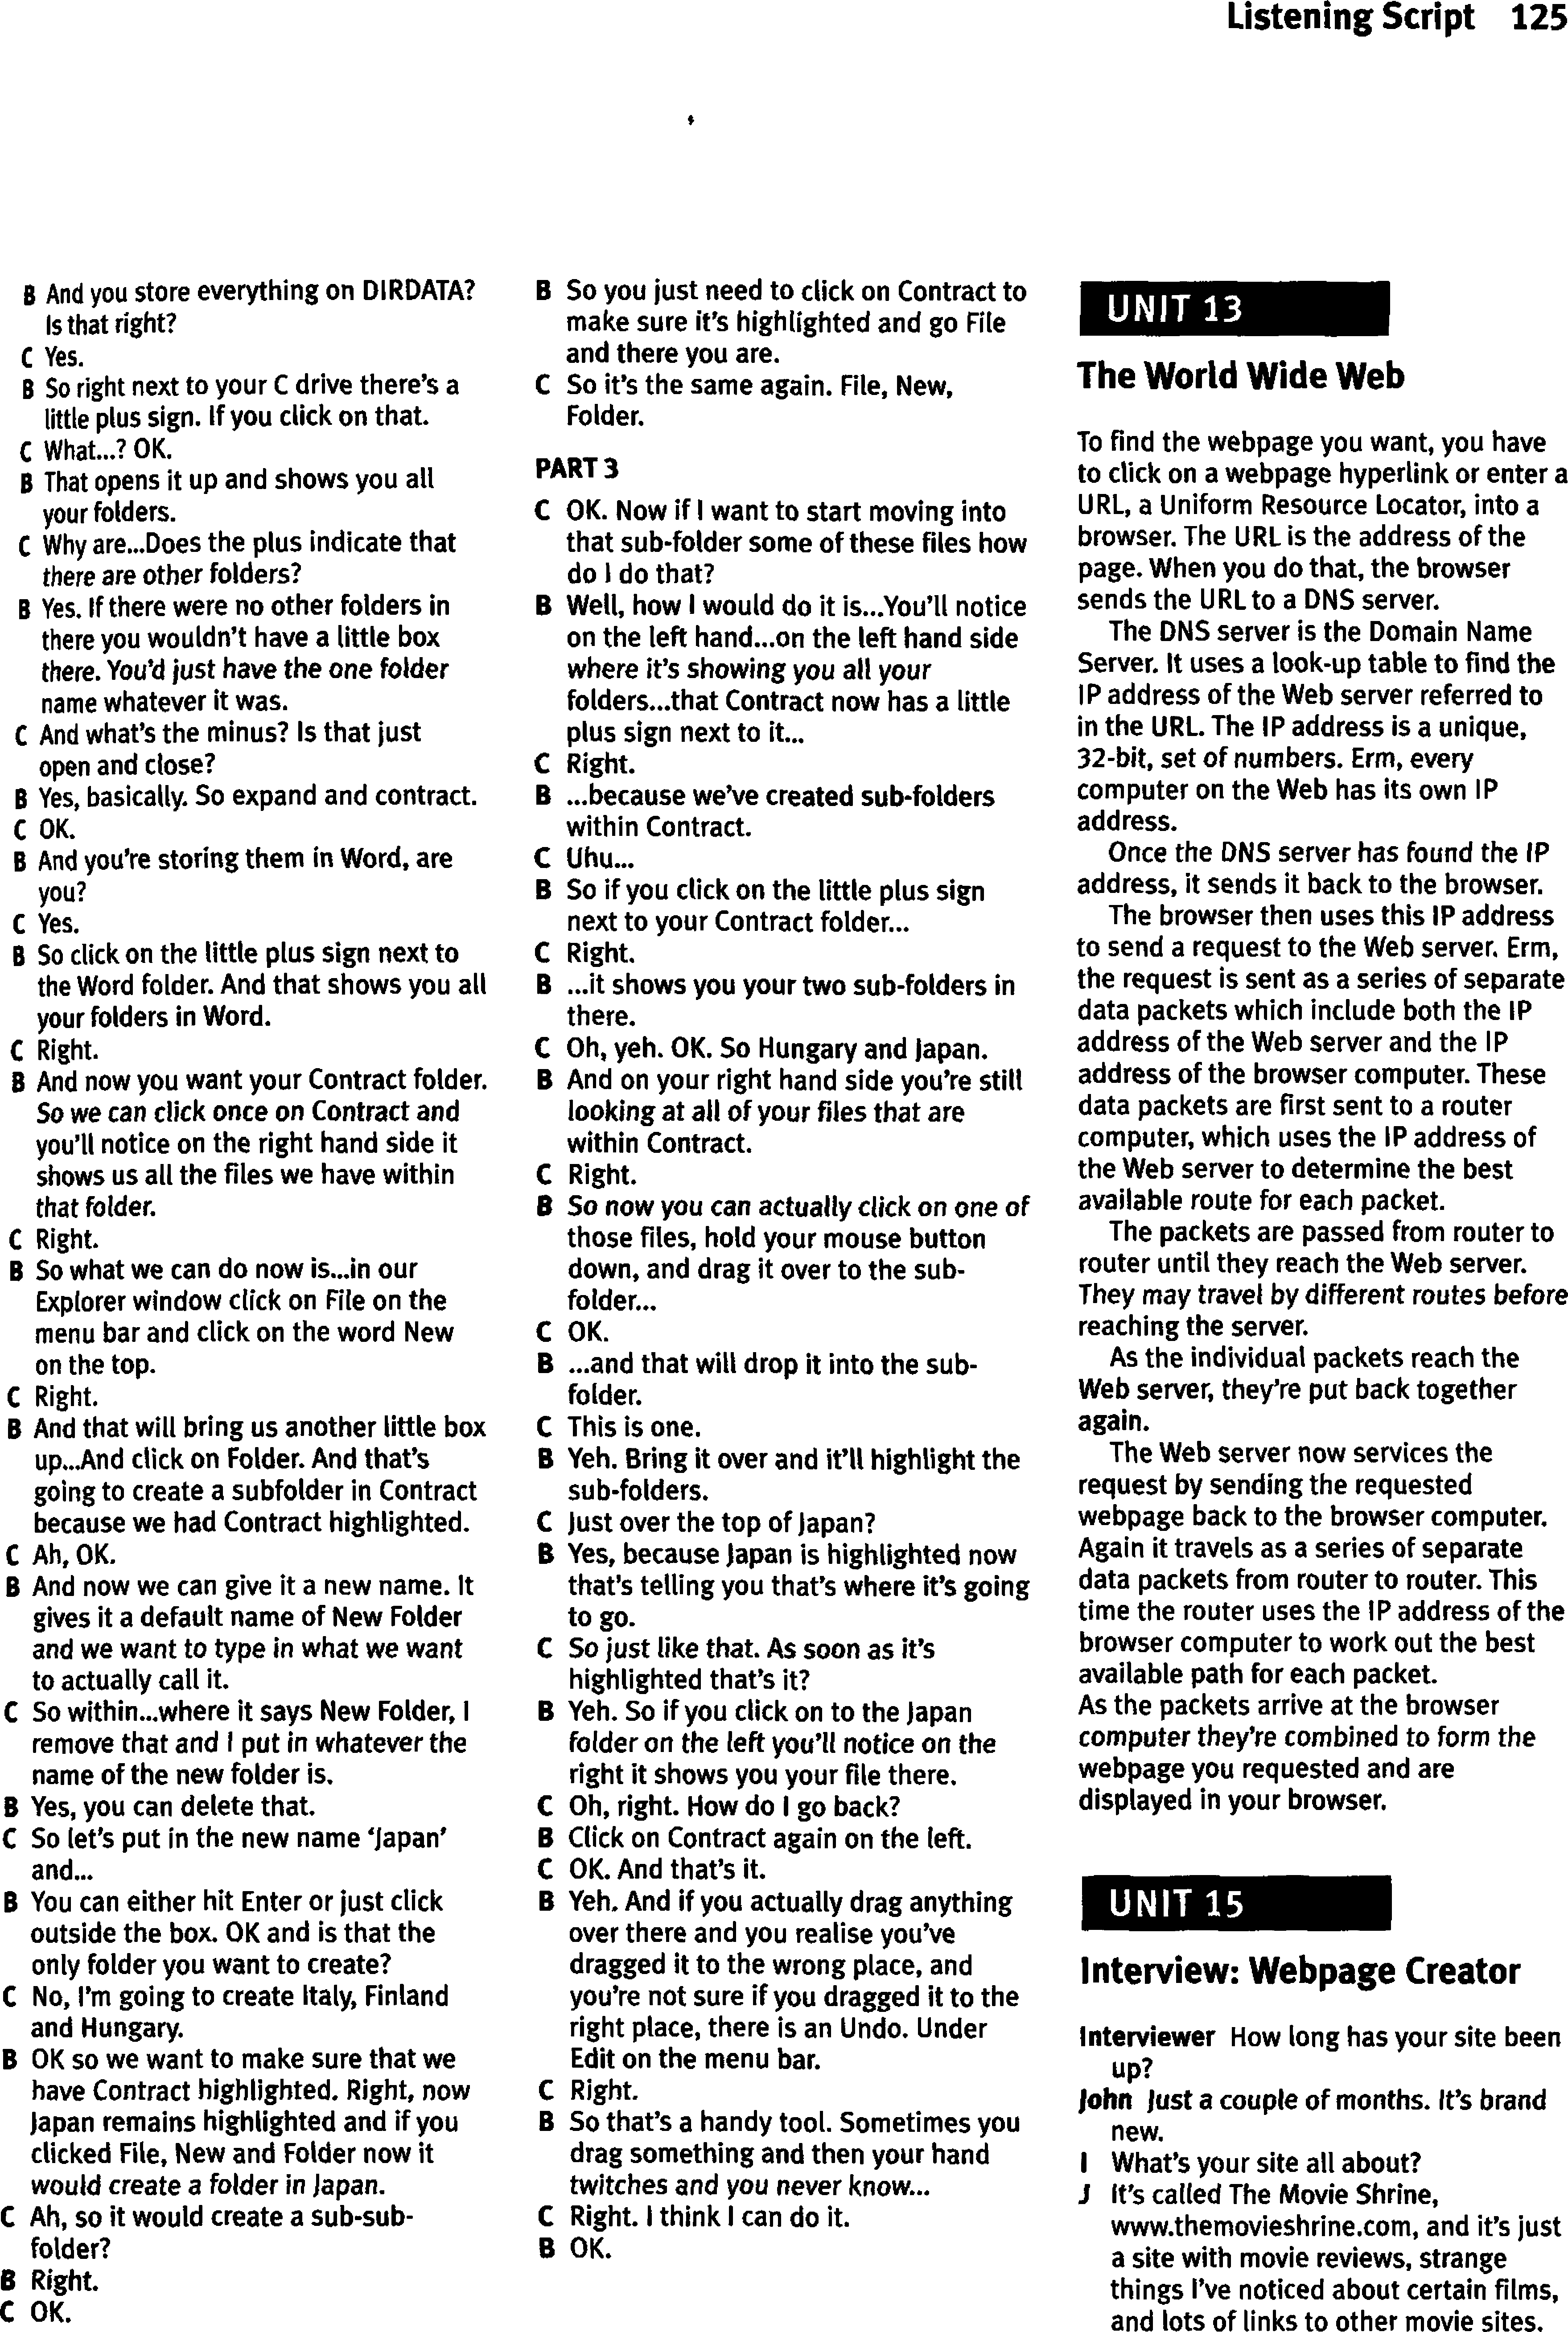 Listening Script 125
B And you store everything on DIRDATA?
Is that right?
C Yes.
B So right next to your C drive there's a
little plus sign. If you click on that.
C What...? OK.
B That opens it up and shows you all
your folders.
C Why are...Does the plus indicate that
there are other folders?
B Yes. If there were no other folders in
there you wouldn't have a little box
there. You'd just have the one folder
name whatever it was.
C And what's the minus? Is that just
open and close?
B Yes, basically. So expand and contract.
C OK.
B And you're storing them in Word, are
you?
C Yes.
B So click on the little plus sign next to
the Word folder. And that shows you all
your folders in Word.
C Right.
B And now you want your Contract folder.
So we can click once on Contract and
you'll notice on the right hand side it
shows us all the files we have within
that folder.
C Right.
B So what we can do now is...in our
Explorer window click on File on the
menu bar and click on the word New
on the top.
C Right.
B And that will bring us another little box
up...And click on Folder. And that's
going to create a subfolder in Contract
because we had Contract highlighted.
C Ah, OK.
B And now we can give it a new name. It
gives it a default name of New Folder
and we want to type in what we want
to actually call it.
C So within...where it says New Folder, I
remove that and I put in whatever the
name of the new folder is.
B Yes, you can delete that.
C So let's put in the new name 'Japan'
and...
B You can either hit Enter or just click
outside the box. OK and is that the
only folder you want to create?
C No, I'm going to create Italy, Finland
and Hungary.
B OK so we want to make sure that we
have Contract highlighted. Right, now
Japan remains highlighted and if you
clicked File, New and Folder now it
would create a folder in Japan.
C Ah, so it would create a sub-sub-
folder?
B Right.
C OK.
B So you just need to click on Contract to
make sure it's highlighted and go File
and there you are.
C So it's the same again. File, New,
Folder.
PART 3
C OK. Now if I want to start moving into
that sub-folder some of these files how
do I do that?
B Well, how I would do it is...You'll notice
on the left hand...on the left hand side
where it's showing you all your
folders...that Contract now has a little
plus sign next to it...
C Right.
B ...because we've created sub-folders
within Contract.
C Uhu...
B So if you click on the little plus sign
next to your Contract folder...
C Right.
B ...it shows you your two sub-folders in
there.
C Oh, yeh. OK. So Hungary and Japan.
B And on your right hand side you're still
looking at all of your files that are
within Contract.
C Right.
B So now you can actually click on one of
those files, hold your mouse button
down, and drag it over to the sub-
folder...
C OK.
B ...and that will drop it into the sub-
folder.
C This is one.
B Yeh. Bring it over and it'll highlight the
sub-folders.
C Just over the top of Japan?
B Yes, because Japan is highlighted now
that's telling you that's where it's going
to go.
C So just like that. As soon as it's
highlighted that's it?
B Yeh. So if you click on to the Japan
folder on the left you'll notice on the
right it shows you your file there.
C Oh, right. How do I go back?
B Click on Contract again on the left.
C OK. And that's it.
B Yeh. And if you actually drag anything
over there and you realise you've
dragged it to the wrong place, and
you're not sure if you dragged it to the
right place, there is an Undo. Under
Edit on the menu bar.
C Right.
B So that's a handy tool. Sometimes you
drag something and then your hand
twitches and you never know...
C Right. I think I can do it.
B OK.
UNIT 13
The World Wide Web
To find the webpage you want, you have
to click on a webpage hyperlink or enter a
URL, a Uniform Resource Locator, into a
browser. The URL is the address of the
page. When you do that, the browser
sends the URL to a DNS server.
The DNS server is the Domain Name
Server. It uses a look-up table to find the
IP address of the Web server referred to
in the URL. The IP address is a unique,
32-bit, set of numbers. Erm, every
computer on the Web has its own IP
address.
Once the DNS server has found the IP
address, it sends it back to the browser.
The browser then uses this IP address
to send a request to the Web server. Erm,
the request is sent as a series of separate
data packets which include both the IP
address of the Web server and the IP
address of the browser computer. These
data packets are first sent to a router
computer, which uses the IP address of
the Web server to determine the best
available route for each packet.
The packets are passed from router to
router until they reach the Web server.
They may travel by different routes before
reaching the server.
As the individual packets reach the
Web server, they're put back together
again.
The Web server now services the
request by sending the requested
webpage back to the browser computer.
Again it travels as a series of separate
data packets from router to router. This
time the router uses the IP address of the
browser computer to work out the best
available path for each packet.
As the packets arrive at the browser
computer they're combined to form the
webpage you requested and are
displayed in your browser.
UNIT 15
Interview: Webpage Creator
Interviewer How long has your site been
up?
John Just a couple of months. It's brand
new.
I What's your site all about?
J It's called The Movie Shrine,
www.themovieshrine.com, and it's just
a site with movie reviews, strange
things I've noticed about certain films,
and lots of links to other movie sites.